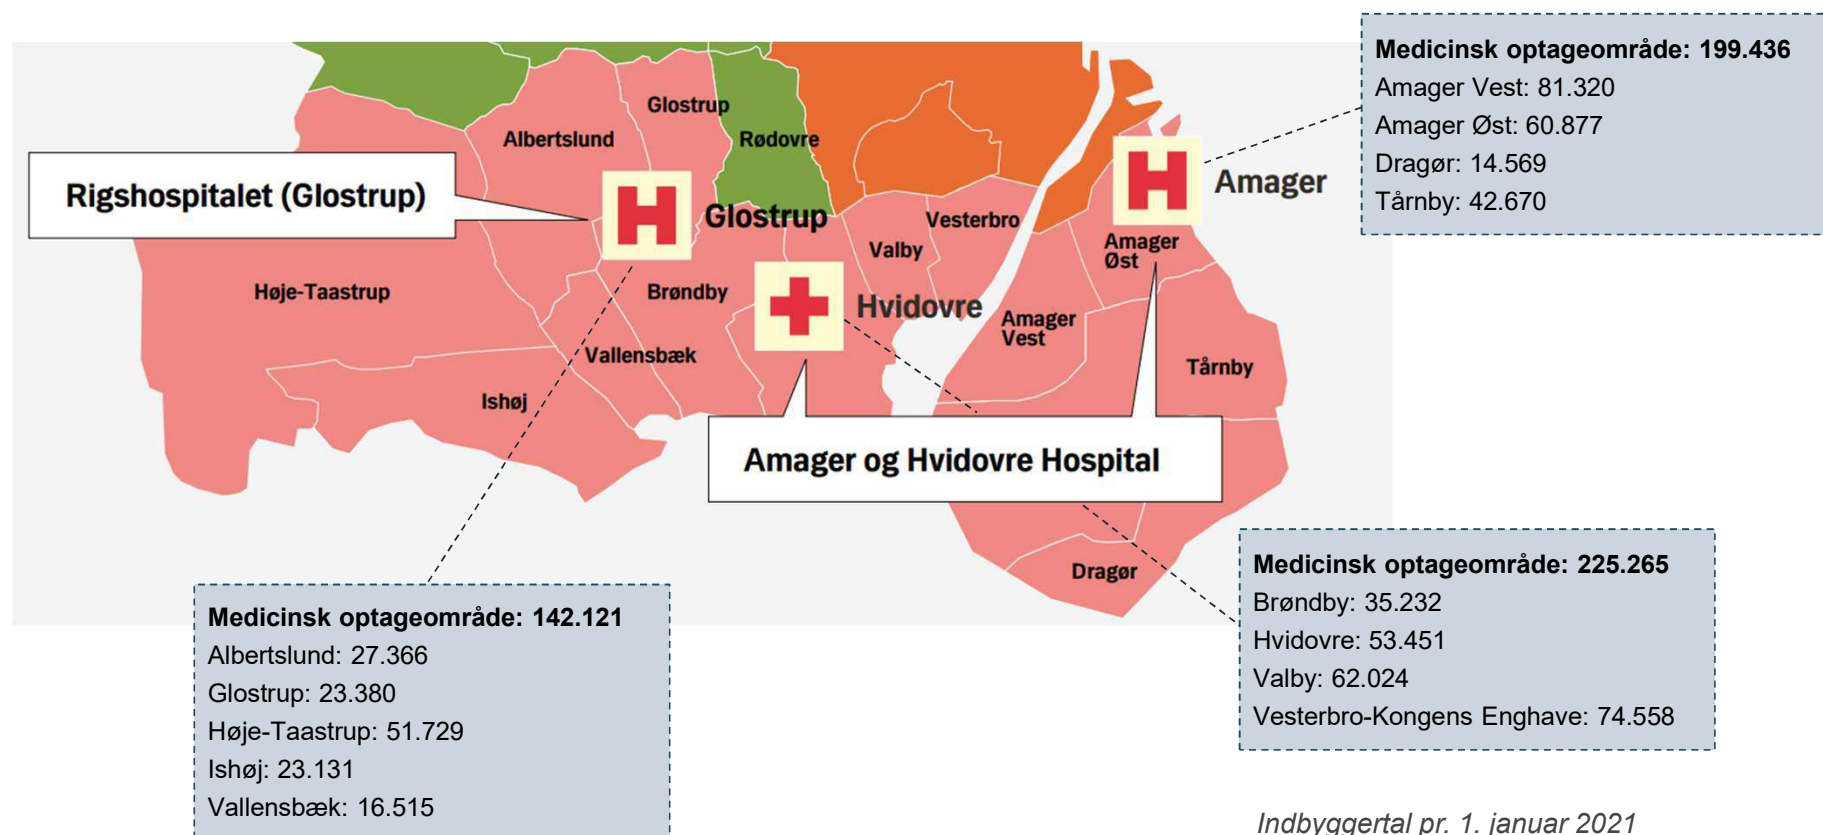 Medicinsk optageområde: 199.436
Amager Vest: 81.320
Amager Øst: 60.877
Dragør: 14.569
Tårnby: 42.670
Glostrup
Albertslund
Rødovre
H
Amager
Rigshospitalet (Glostrup)
H
Glostrup
Vesterbro
Valby
Amager
Øst
Høje-Taastrup
Brøndby
Hvidovre
Amager
Vest
Vallensbæk
Tårnby
Ishøj
Amager og Hvidovre Hospital
Dragør
Medicinsk optageområde: 225.265
Brøndby: 35.232
Hvidovre: 53.451
Valby: 62.024
Vesterbro-Kongens Enghave: 74.558
Medicinsk optageområde: 142.121
Albertslund: 27.366
Glostrup: 23.380
Høje-Taastrup: 51.729
Ishøj: 23.131
Vallensbæk: 16.515
Indbyggertal pr. 1. januar 2021